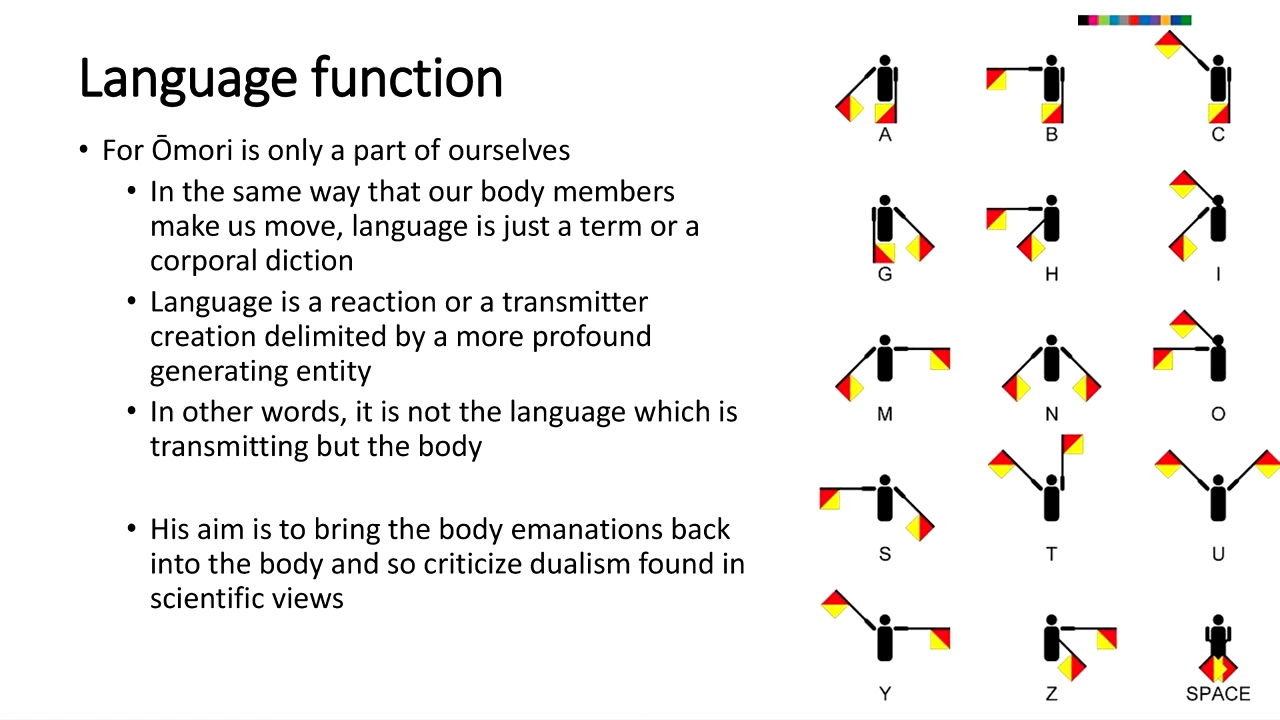 Language function
• For Ōmori is only a part of ourselves
• In the same way that our body members
make us move, language is just a term or a
corporal diction
• Language is a reaction or a transmitter
creation delimited by a more profound
generating entity
• In other words, it is not the language which is
transmitting but the body
• His aim is to bring the body emanations back
into the body and so criticize dualism found in
scientific views
A B C
G H I
M N O
S T U
Y Z SPACE